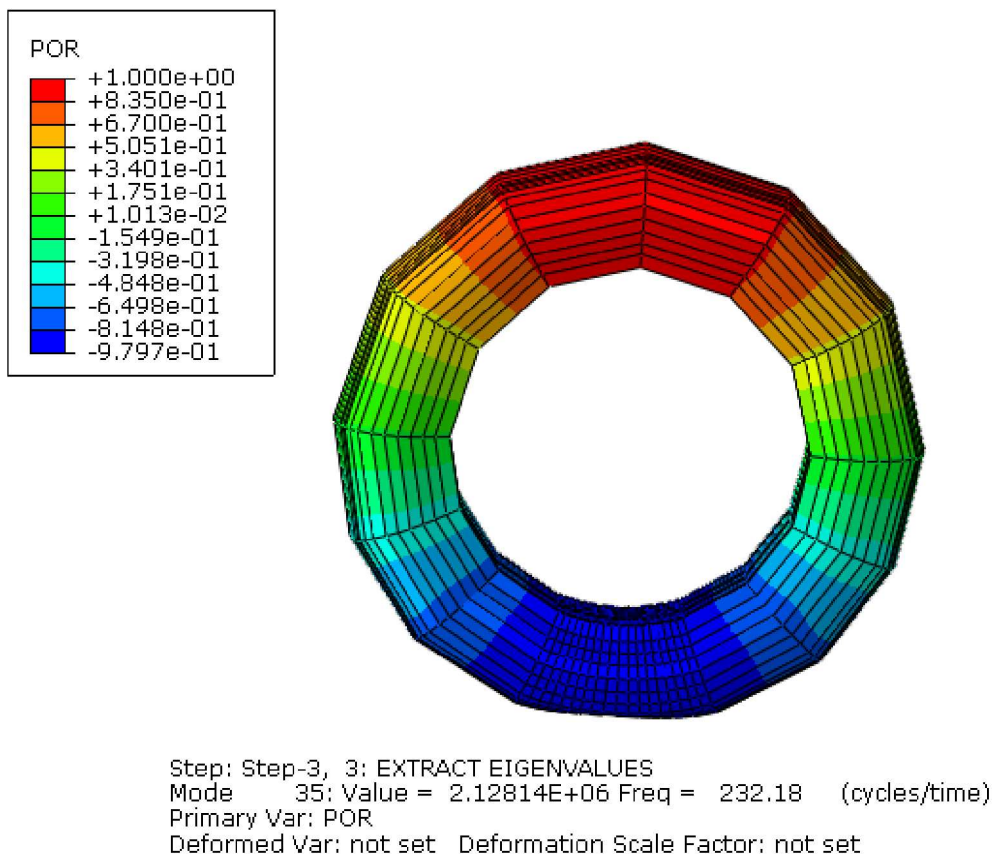 POR
+1.000e+00
+8.350e-01
+6.700e-01
+5.051e-01
+3.401e-01
+1.751e-01
+1.013e-02
-1.549e-01
-3.198e-01
-4.848e-01
-6.498e-01
-8.148e-01
-9.797e-01
Step: Step-3, 3: EXTRACT EIGENVALUES
Mode 35: Value = 2.12814E+06 Freq = 232.18 (cycles/time)
Primary Var: POR
Deformed Var: not set Deformation Scale Factor: not set